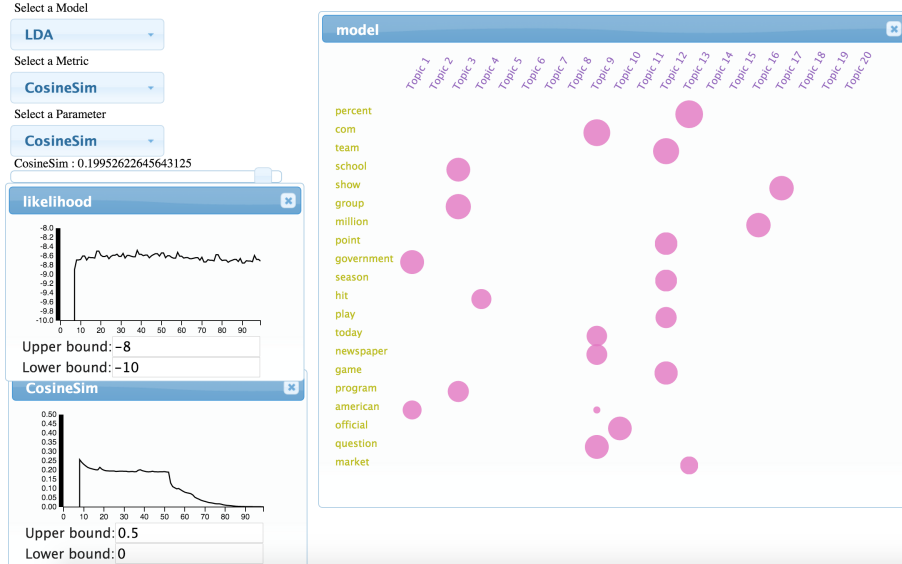 Select a Model
LDA
Select a Metric
CosineSim
Select a Parameter
CosineSim
CosineSim : 0.19952622645643125
likelihood
-8.0
-8.2
-8.4
-8.6
-8.8
-9.0
-9.2
-9.4
-9.6
-9.8
-10.0
0 10 20 30 40 50 60 70 80 90
Upper bound: -8
Lower bound: -10
CosineSim
0.50
0.45
0.40
0.35
0.30
0.25
0.20
0.15
0.10
0.05
0.00
0 10 20 30 40 50 60 70 80 90
Upper bound: 0.5
Lower bound: 0
model
Topic 1
Topic 2
Topic 3
Topic 4
Topic 5
Topic 6
Topic 7
Topic 8
Topic 9
Topic 10
Topic 11
Topic 12
Topic 13
Topic 14
Topic 15
Topic 16
Topic 17
Topic 18
Topic 19
Topic 20
percent
com
team
school
show
group
million
point
government
season
hit
play
today
newspaper
game
program
american
official
question
market